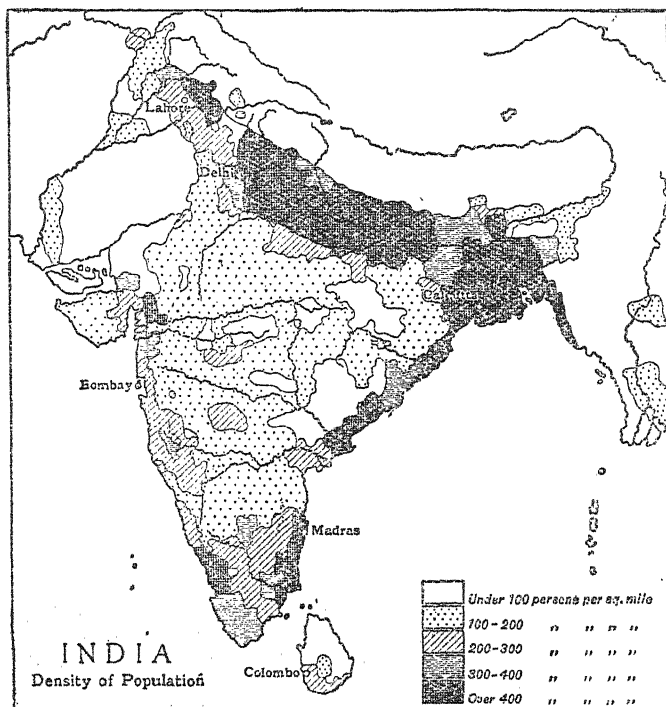 Lahore
Delhi
Calcutta
Bombay
Madras
Colombo
INDIA
Density of Population
Under 100 persons per sq. mile
100-200 " " " "
200-300 " " " "
300-400 " " " "
Over 400 " " " "